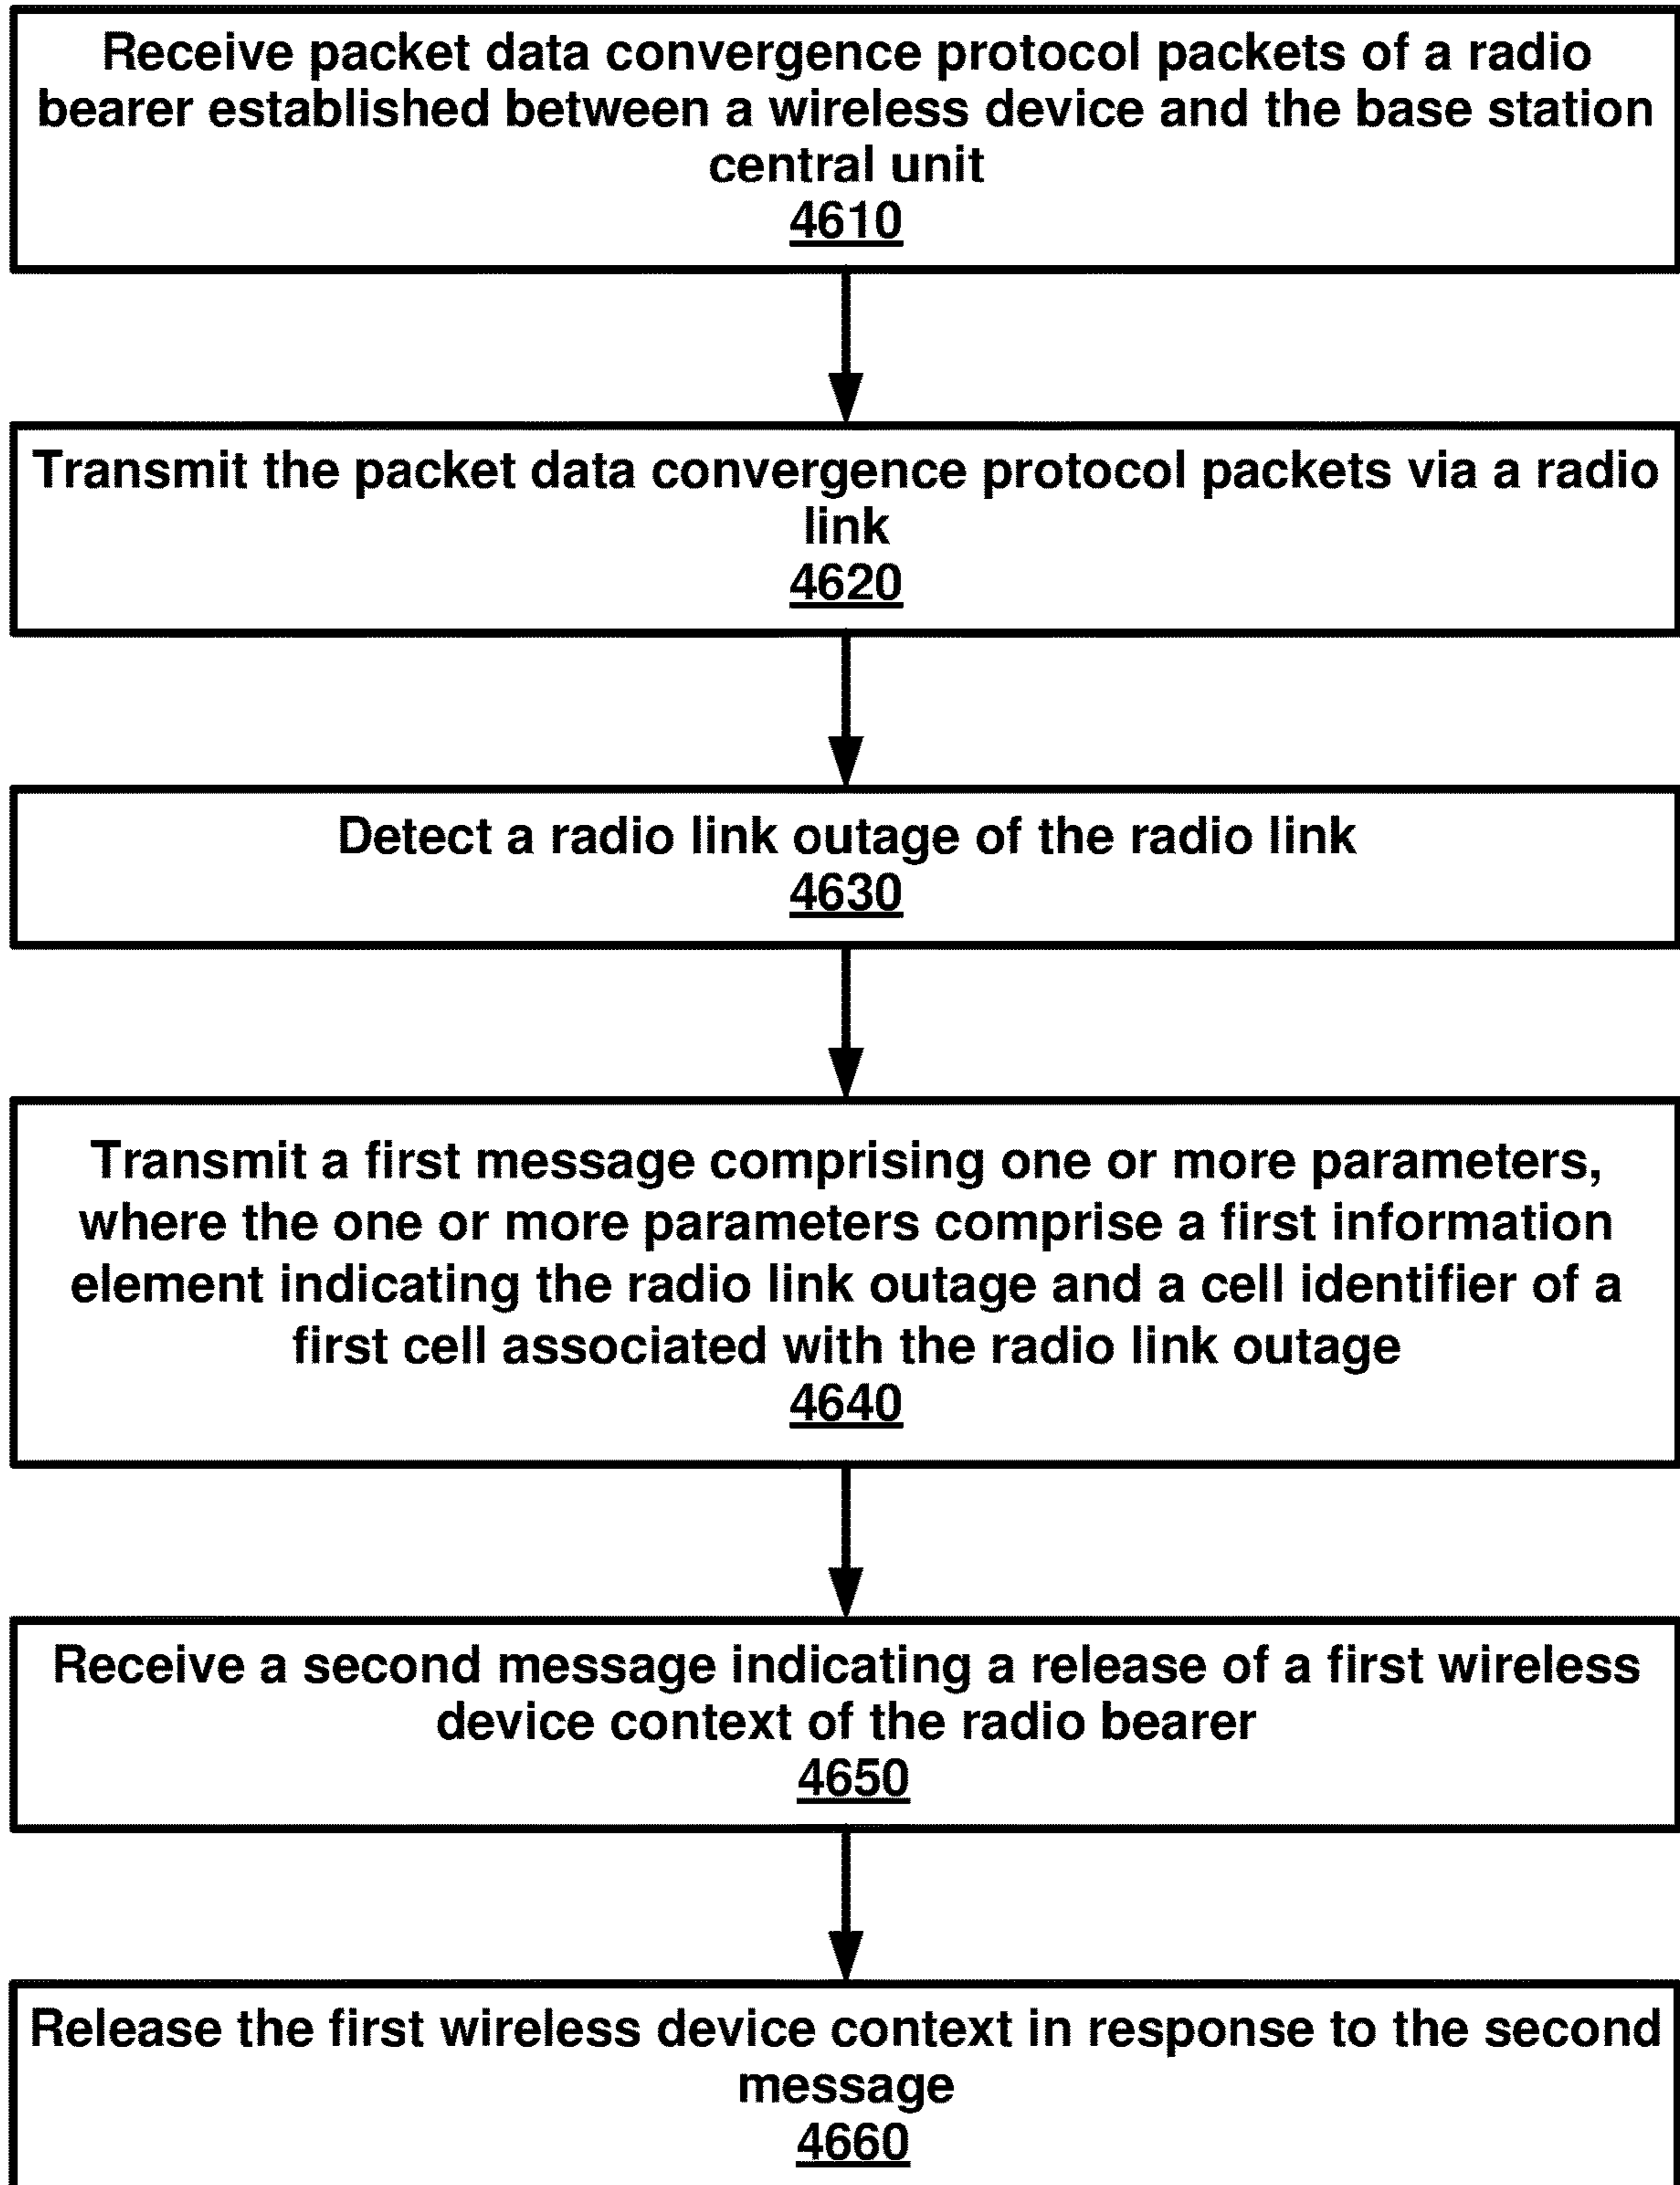 Receive packet data convergence protocol packets of a radio
bearer established between a wireless device and the base station
central unit
4610
Transmit the packet data convergence protocol packets via a radio
link
4620
Detect a radio link outage of the radio link
4630
Transmit a first message comprising one or more parameters,
where the one or more parameters comprise a first information
element indicating the radio link outage and a cell identifier of a
first cell associated with the radio link outage
4640
Receive a second message indicating a release of a first wireless
device context of the radio bearer
4650
Release the first wireless device context in response to the second
message
4660